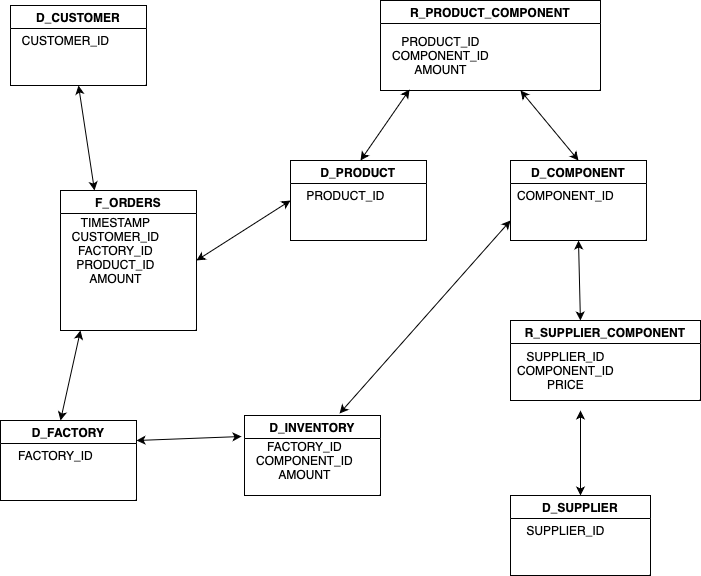 D_CUSTOMER
CUSTOMER_ID
R_PRODUCT_COMPONENT
PRODUCT_ID
COMPONENT_ID
AMOUNT
D_PRODUCT
PRODUCT_ID
D_COMPONENT
COMPONENT_ID
F_ORDERS
TIMESTAMP
CUSTOMER_ID
FACTORY_ID
PRODUCT_ID
AMOUNT
R_SUPPLIER_COMPONENT
SUPPLIER_ID
COMPONENT_ID
PRICE
D_FACTORY
FACTORY_ID
D_INVENTORY
FACTORY_ID
COMPONENT_ID
AMOUNT
D_SUPPLIER
SUPPLIER_ID